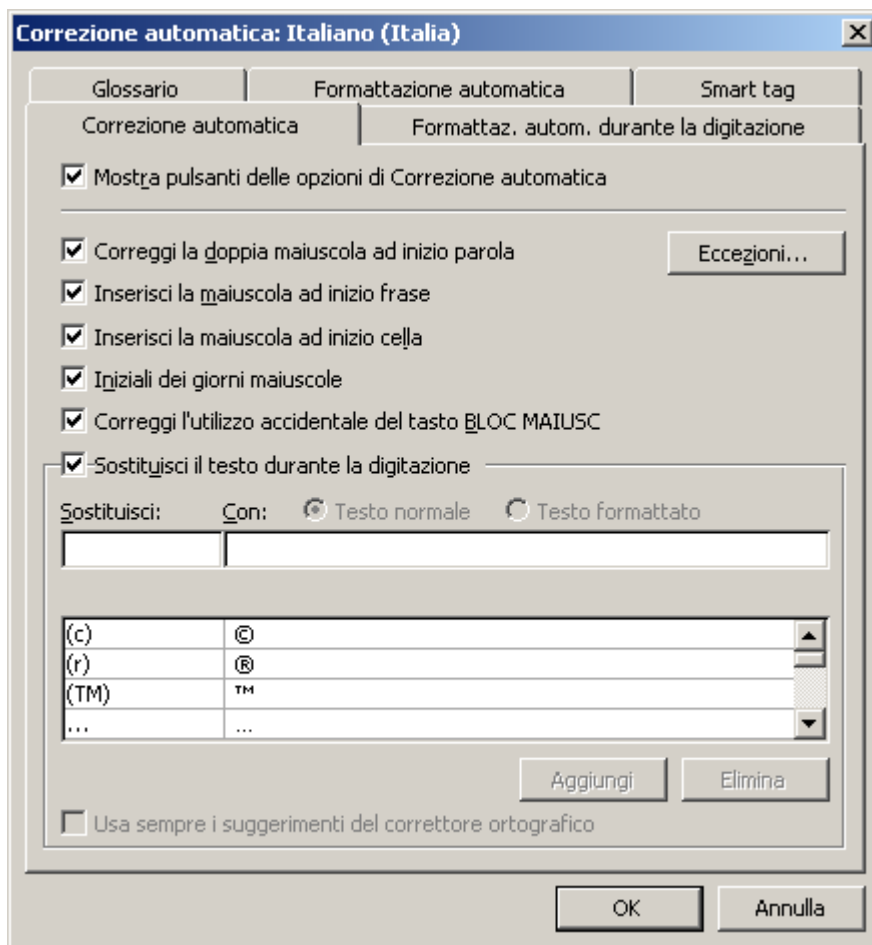 Correzione automatica: Italiano (Italia)
Glossario Formattazione automatica Smart tag
Correzione automatica Formattaz. autom. durante la digitazione
Mostra pulsanti delle opzioni di Correzione automatica
Correggi la doppia maiuscola ad inizio parola Eccezioni...
Inserisci la maiuscola ad inizio frase
Inserisci la maiuscola ad inizio cella
Iniziali dei giorni maiuscole
Correggi l'utilizzo accidentale del tasto BLOC MAIUSC
Sostituisci il testo durante la digitazione
Sostituisci: Con: Testo normale Testo formattato
(c) ©
(r) ®
(TM) ™
... …
Aggiungi Elimina
Usa sempre i suggerimenti del correttore ortografico
OK Annulla